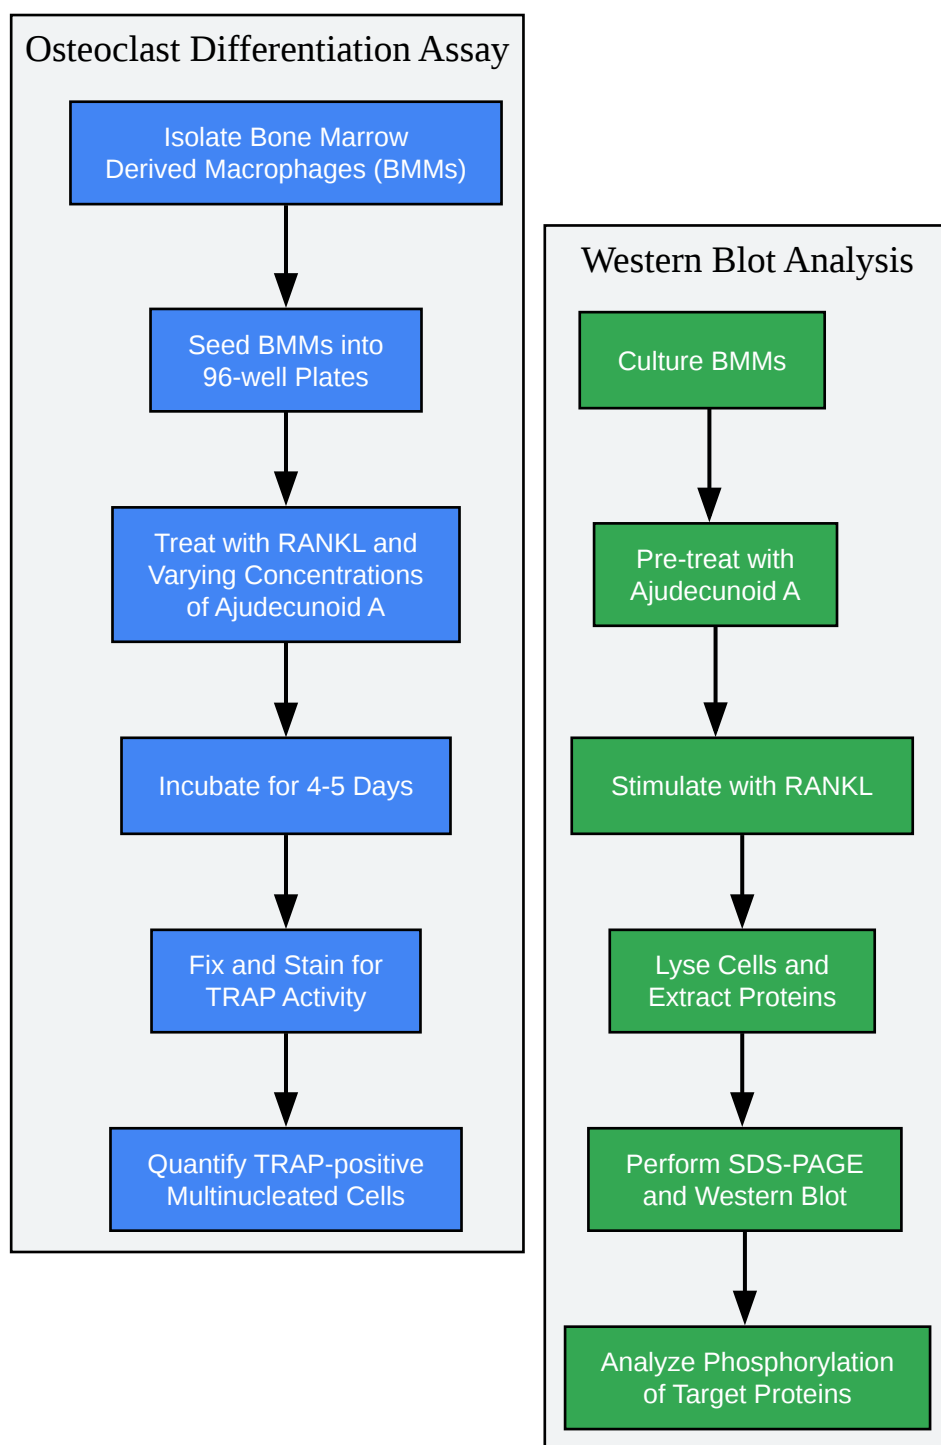 Osteoclast Differentiation Assay
Isolate Bone Marrow
Derived Macrophages (BMMs)
Seed BMMs into
96-well Plates
Treat with RANKL and
Varying Concentrations
of Ajudecunoid A
Incubate for 4-5 Days
Fix and Stain for
TRAP Activity
Quantify TRAP-positive
Multinucleated Cells
Western Blot Analysis
Culture BMMs
Pre-treat with
Ajudecunoid A
Stimulate with RANKL
Lyse Cells and
Extract Proteins
Perform SDS-PAGE
and Western Blot
Analyze Phosphorylation
of Target Proteins